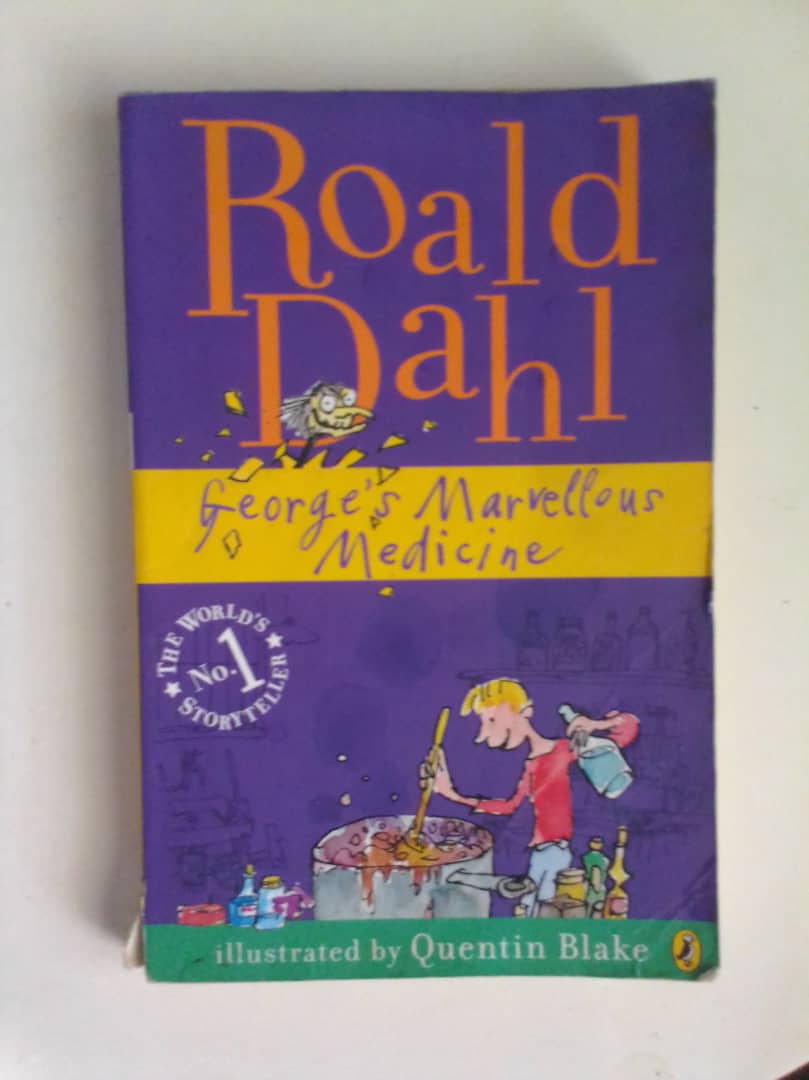 Roald
Dahl
George's Marvellous
Medicine
THE WORLD'S
No.1
STORYTELLER
illustrated by Quentin Blake